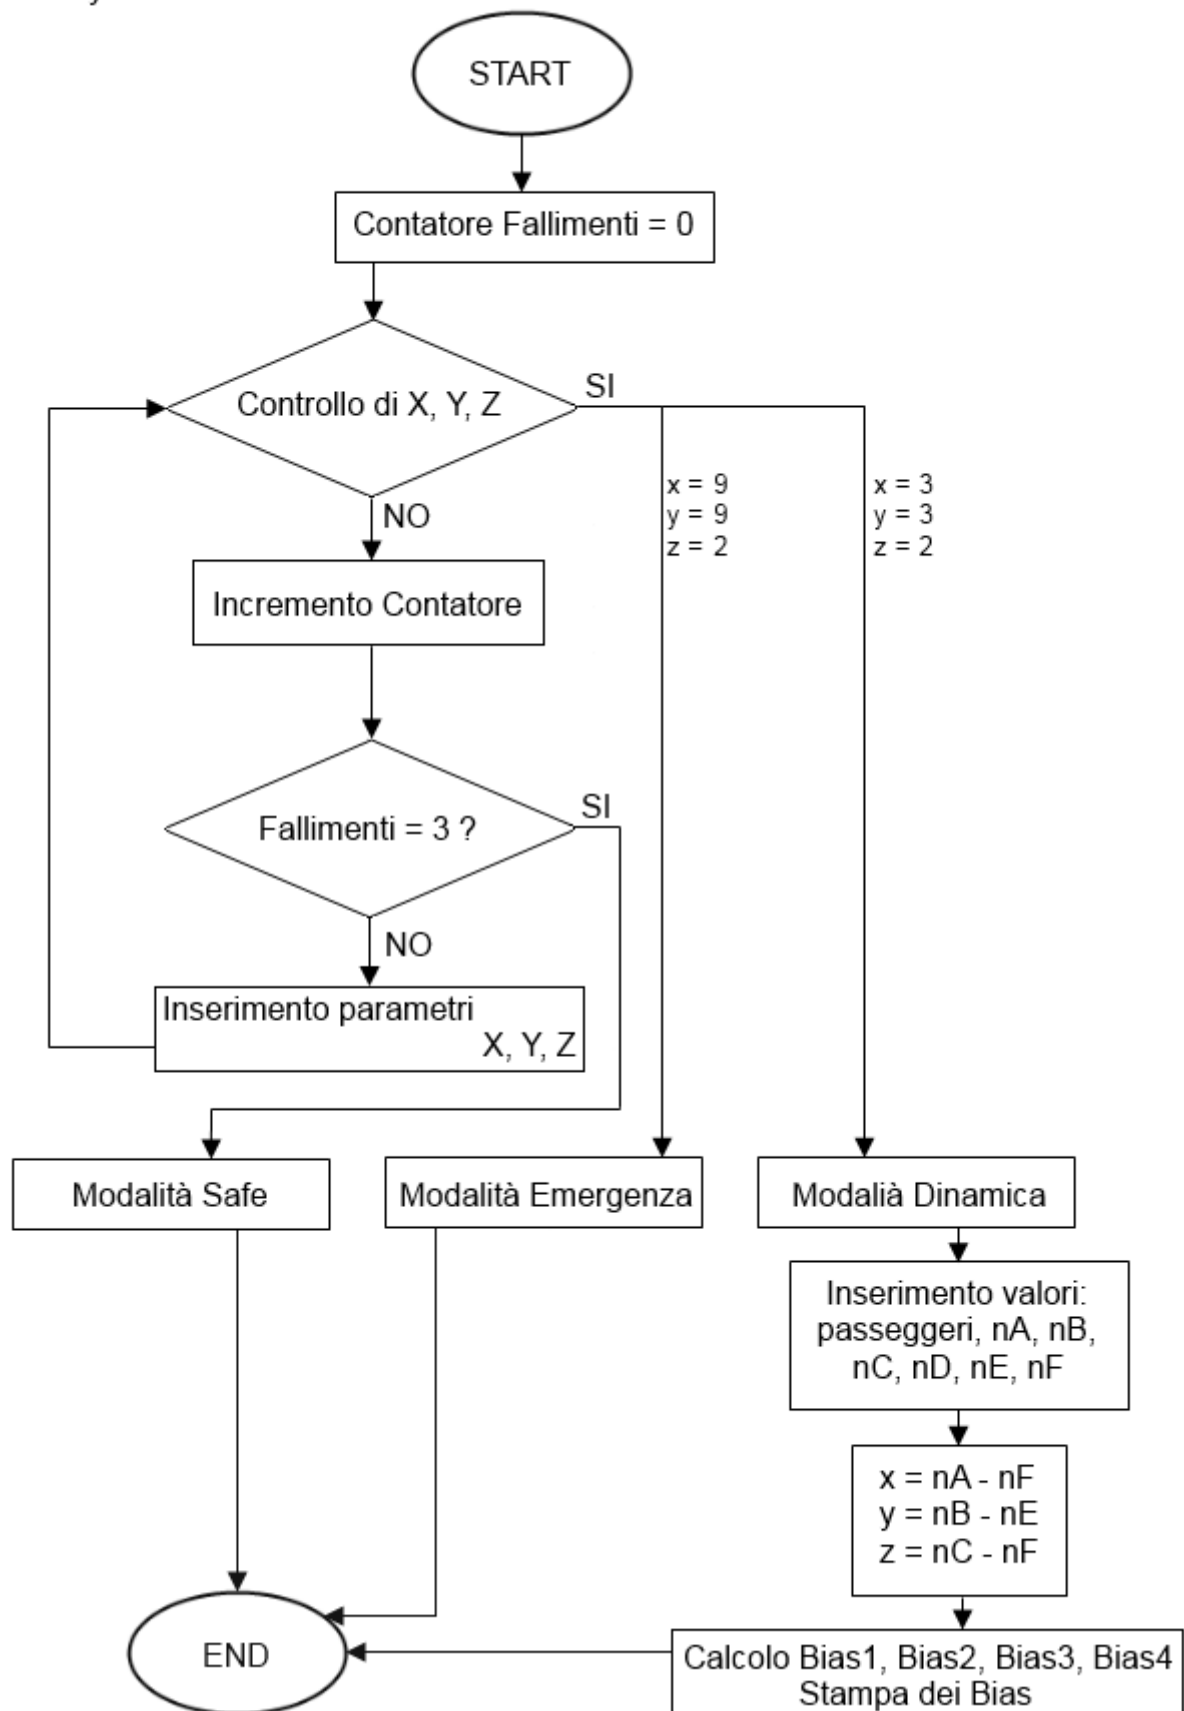 START
Contatore Fallimenti = 0
Controllo di X, Y, Z
SI
x = 9
y = 9
z = 2
x = 3
y = 3
z = 2
NO
Incremento Contatore
Fallimenti = 3 ?
SI
NO
Inserimento parametri
X, Y, Z
Modalità Safe
Modalità Emergenza
Modalià Dinamica
Inserimento valori:
passeggeri, nA, nB,
nC, nD, nE, nF
x = nA - nF
y = nB - nE
z = nC - nF
END
Calcolo Bias1, Bias2, Bias3, Bias4
Stampa dei Bias